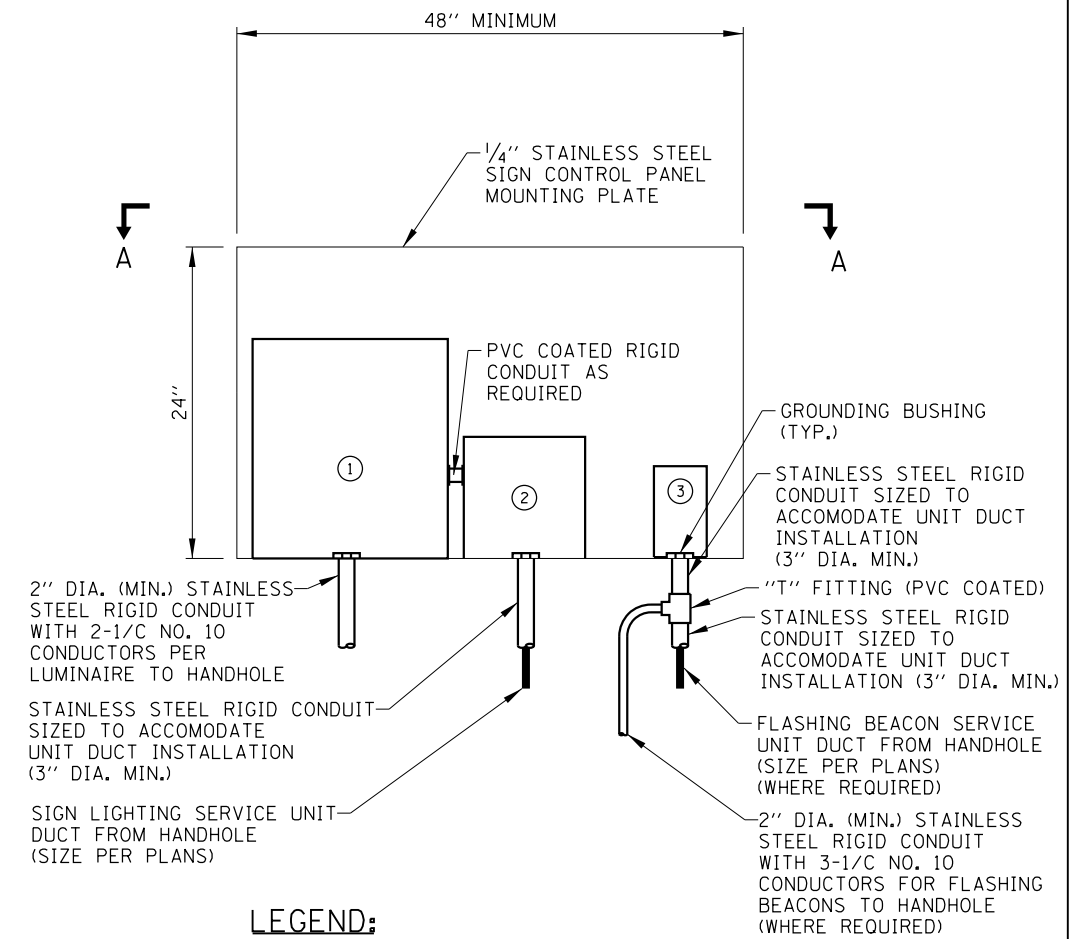 48'' MINIMUM
1/4'' STAINLESS STEEL
SIGN CONTROL PANEL
MOUNTING PLATE
A
A
24''
PVC COATED RIGID
CONDUIT AS
REQUIRED
1
2
3
GROUNDING BUSHING
(TYP.)
STAINLESS STEEL RIGID
CONDUIT SIZED TO
ACCOMODATE UNIT DUCT
INSTALLATION
(3'' DIA. MIN.)
''T'' FITTING (PVC COATED)
STAINLESS STEEL RIGID
CONDUIT SIZED TO
ACCOMODATE UNIT DUCT
INSTALLATION (3'' DIA. MIN.)
FLASHING BEACON SERVICE
UNIT DUCT FROM HANDHOLE
(SIZE PER PLANS)
(WHERE REQUIRED)
2'' DIA. (MIN.) STAINLESS
STEEL RIGID CONDUIT
WITH 3-1/C NO. 10
CONDUCTORS FOR FLASHING
BEACONS TO HANDHOLE
(WHERE REQUIRED)
2'' DIA. (MIN.) STAINLESS
STEEL RIGID CONDUIT
WITH 2-1/C NO. 10
CONDUCTORS PER
LUMINAIRE TO HANDHOLE
STAINLESS STEEL RIGID CONDUIT
SIZED TO ACCOMODATE
UNIT DUCT INSTALLATION
(3'' DIA. MIN.)
SIGN LIGHTING SERVICE UNIT
DUCT FROM HANDHOLE
(SIZE PER PLANS)
LEGEND: